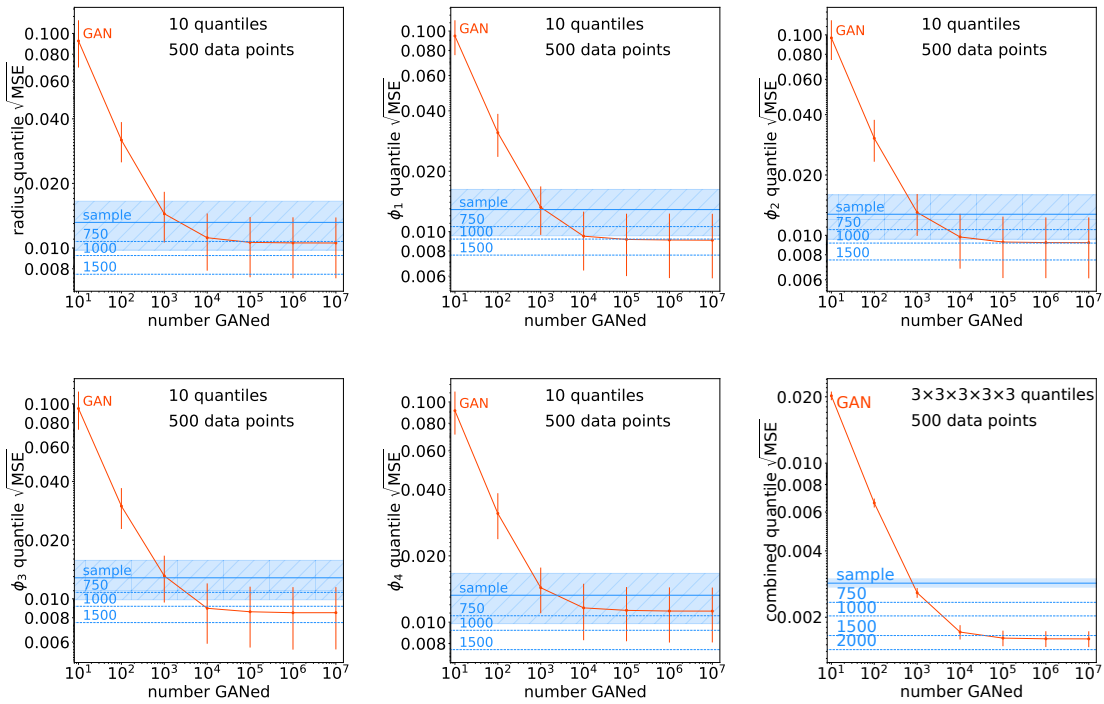 radius quantile √MSE
0.100
0.080
0.060
0.040
0.020
0.010
0.008
GAN
10 quantiles
500 data points
sample
750
1000
1500
10¹ 10² 10³ 10⁴ 10⁵ 10⁶ 10⁷
number GANed
ϕ₁ quantile √MSE
0.100
0.080
0.060
0.040
0.020
0.010
0.008
0.006
GAN
10 quantiles
500 data points
sample
750
1000
1500
10¹ 10² 10³ 10⁴ 10⁵ 10⁶ 10⁷
number GANed
ϕ₂ quantile √MSE
0.100
0.080
0.060
0.040
0.020
0.010
0.008
0.006
GAN
10 quantiles
500 data points
sample
750
1000
1500
10¹ 10² 10³ 10⁴ 10⁵ 10⁶ 10⁷
number GANed
ϕ₃ quantile √MSE
0.100
0.080
0.060
0.040
0.020
0.010
0.008
0.006
GAN
10 quantiles
500 data points
sample
750
1000
1500
10¹ 10² 10³ 10⁴ 10⁵ 10⁶ 10⁷
number GANed
ϕ₄ quantile √MSE
0.100
0.080
0.060
0.040
0.020
0.010
0.008
GAN
10 quantiles
500 data points
sample
750
1000
1500
10¹ 10² 10³ 10⁴ 10⁵ 10⁶ 10⁷
number GANed
combined quantile √MSE
0.020
0.010
0.008
0.006
0.004
0.002
GAN
3×3×3×3×3 quantiles
500 data points
sample
750
1000
1500
2000
10¹ 10² 10³ 10⁴ 10⁵ 10⁶ 10⁷
number GANed